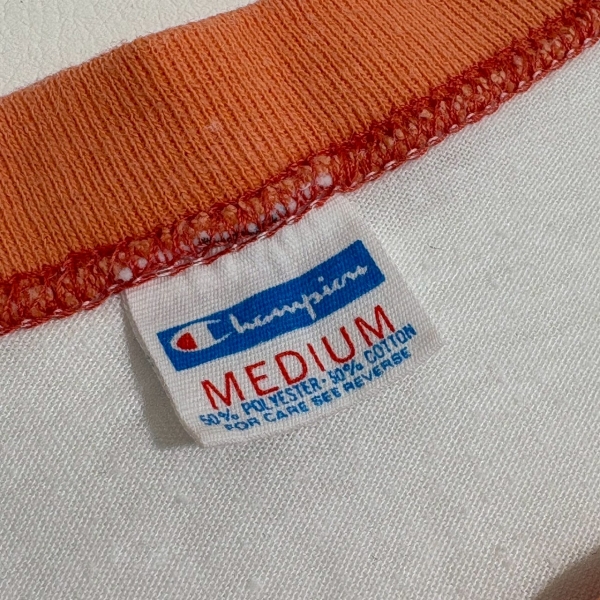 Champion
MEDIUM
50% POLYESTER · 50% COTTON
FOR CARE SEE REVERSE